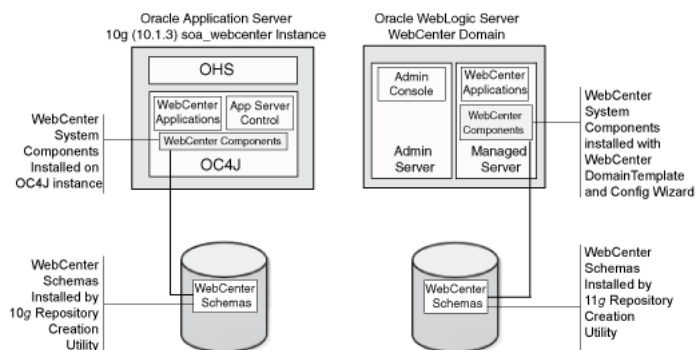 Oracle Application Server
10g (10.1.3) soa_webcenter Instance
OHS
WebCenter
Applications
App Server
Control
WebCenter Components
OC4J
WebCenter
System
Components
Installed on
OC4J instance
WebCenter
Schemas
Installed by
10g Repository
Creation
Utility
WebCenter
Schemas
Oracle WebLogic Server
WebCenter Domain
Admin
Console
Admin
Server
WebCenter
Applications
WebCenter
Components
Managed
Server
WebCenter
System
Components
installed with
WebCenter
DomainTemplate
and Config Wizard
WebCenter
Schemas
WebCenter
Schemas
Installed by
11g Repository
Creation
Utility